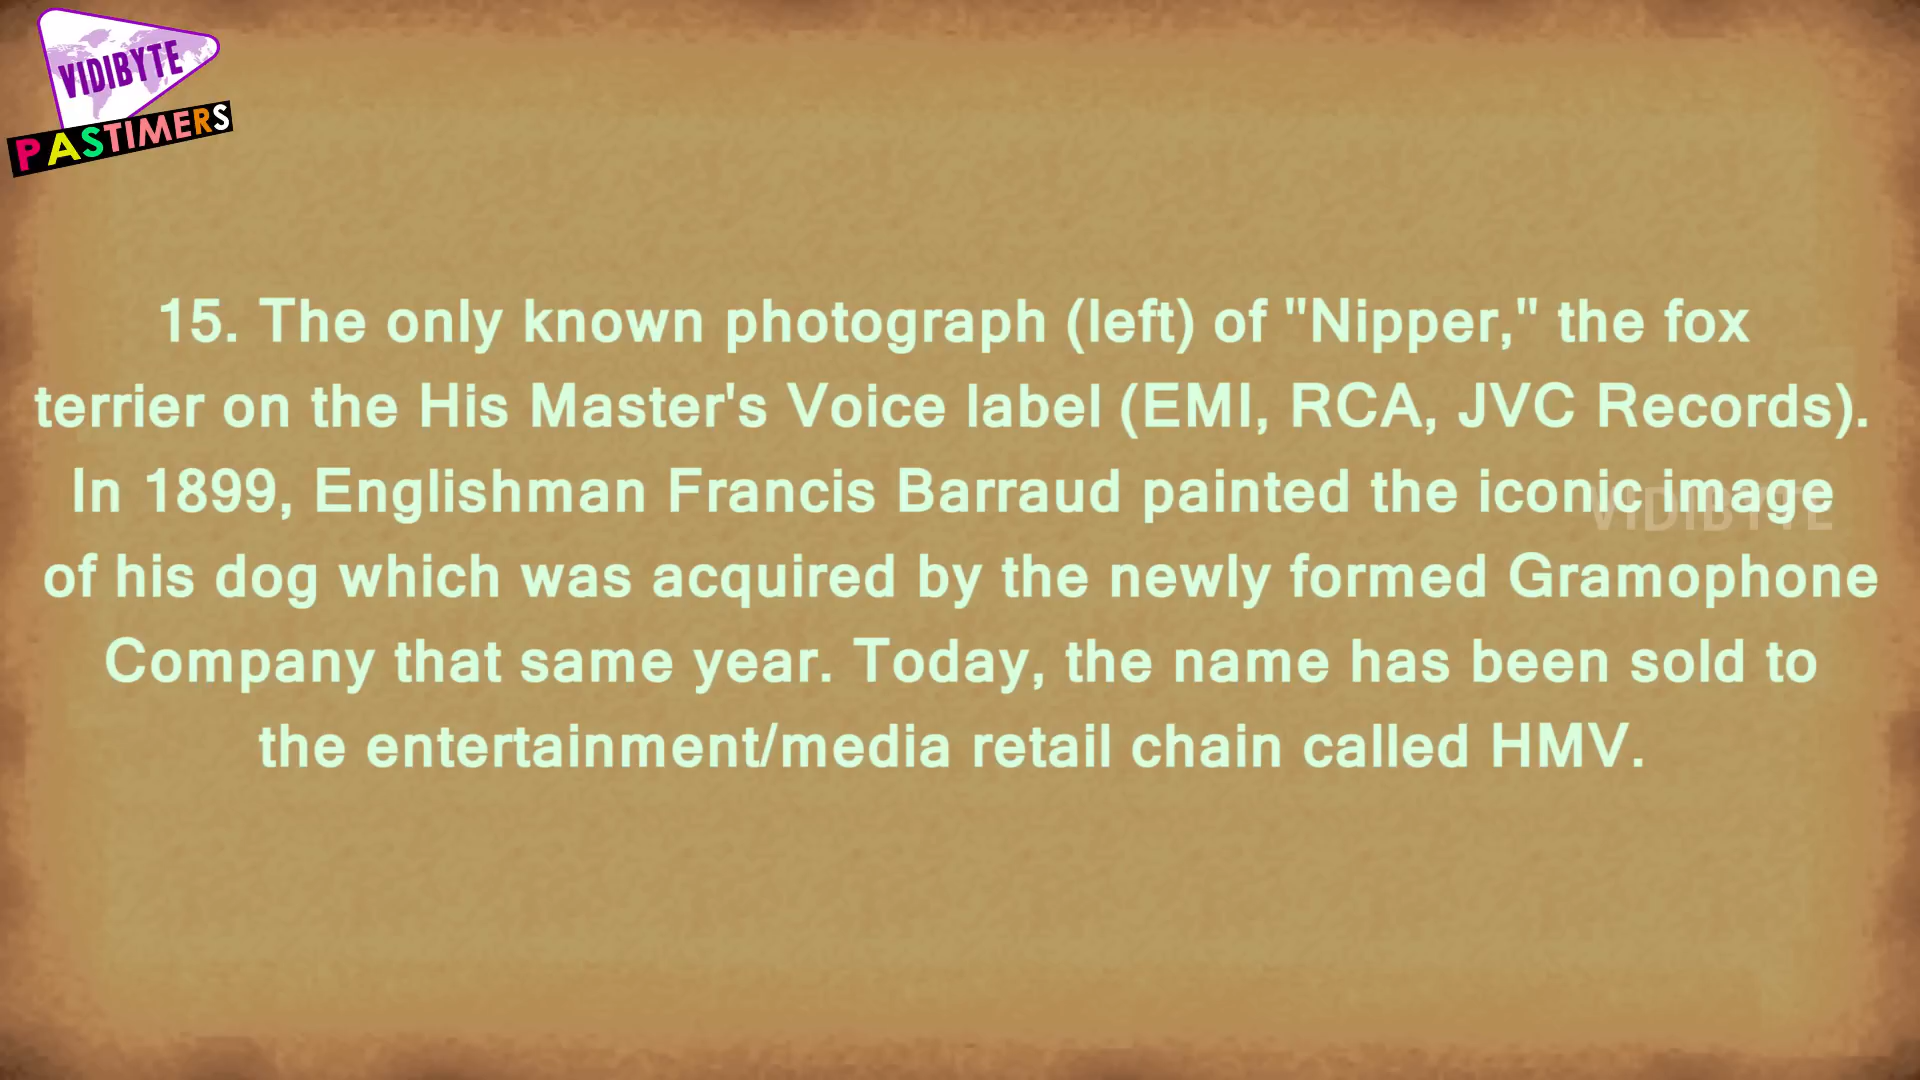 VIDIBYTE
PASTIMERS
15. The only known photograph (left) of "Nipper," the fox
terrier on the His Master's Voice label (EMI, RCA, JVC Records).
In 1899, Englishman Francis Barraud painted the iconic image
VIDIBYTE
of his dog which was acquired by the newly formed Gramophone
Company that same year. Today, the name has been sold to
the entertainment/media retail chain called HMV.